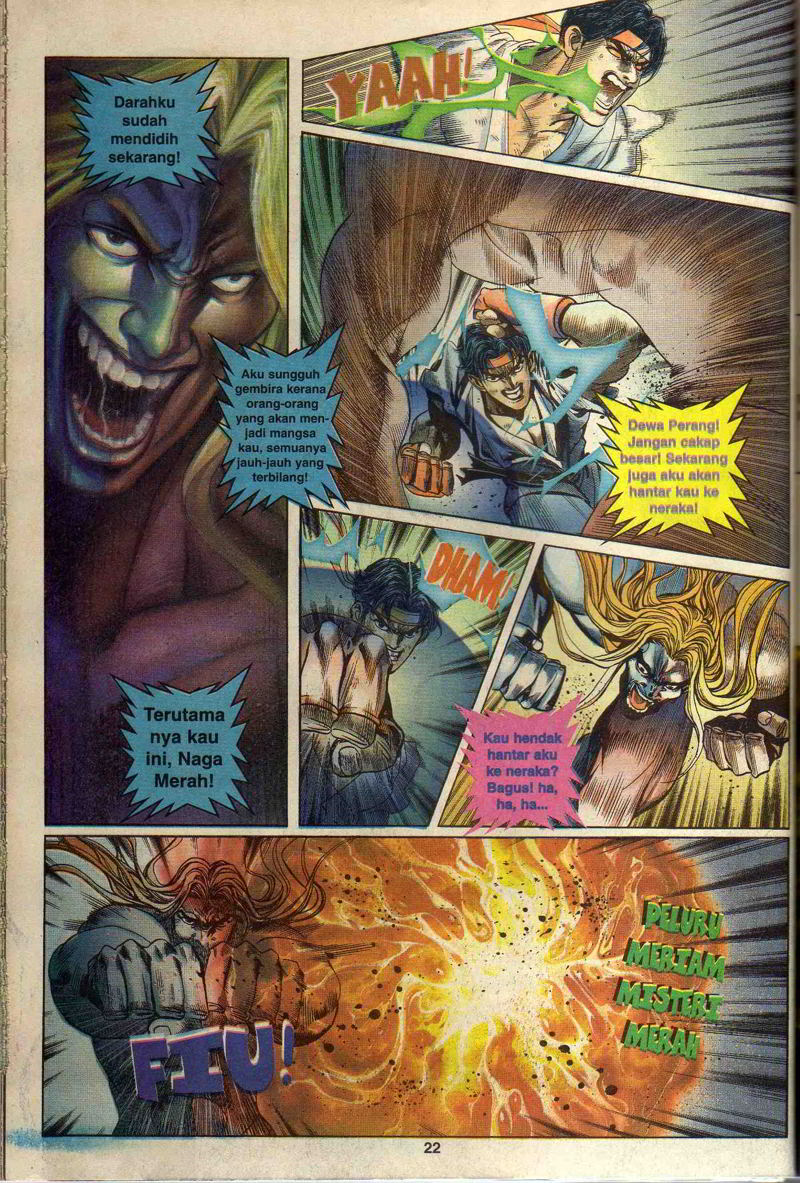 Darahku
sudah
mendidih
sekarang!
YAAH!
Aku sungguh
gembira kerana
orang-orang
yang akan men-
jadi mangsa
kau, semuanya
jauh-jauh yang
terbilang!
Dewa Perang!
Jangan cakap
besar! Sekarang
juga aku akan
hantar kau ke
neraka!
Terutama
nya kau
ini, Naga
Merah!
DHAM!
Kau hendak
hantar aku
ke neraka?
Bagus! ha,
ha, ha...
PELURU
MERIAM
MISTERI
MERAH
FIU!
22